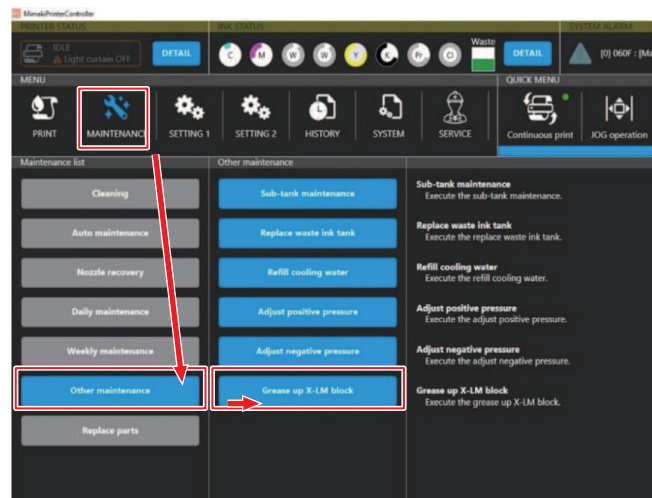 MimakiPrinterController
PRINTER STATUS
INK STATUS
SYSTEM ALARM
IDLE
Light curtain OFF
DETAIL
C
M
W
W
Y
K
Pr
Cl
Waste
DETAIL
[0] 060F : [Ma
MENU
QUICK MENU
PRINT
MAINTENANCE
SETTING 1
SETTING 2
HISTORY
SYSTEM
SERVICE
Continuous print
JOG operation
Maintenance list
Other maintenance
Cleaning
Auto maintenance
Nozzle recovery
Daily maintenance
Weekly maintenance
Other maintenance
Replace parts
Sub-tank maintenance
Replace waste ink tank
Refill cooling water
Adjust positive pressure
Adjust negative pressure
Grease up X-LM block
Sub-tank maintenance
Execute the sub-tank maintenance.
Replace waste ink tank
Execute the replace waste ink tank.
Refill cooling water
Execute the refill cooling water.
Adjust positive pressure
Execute the adjust positive pressure.
Adjust negative pressure
Execute the adjust negative pressure.
Grease up X-LM block
Execute the grease up X-LM block.